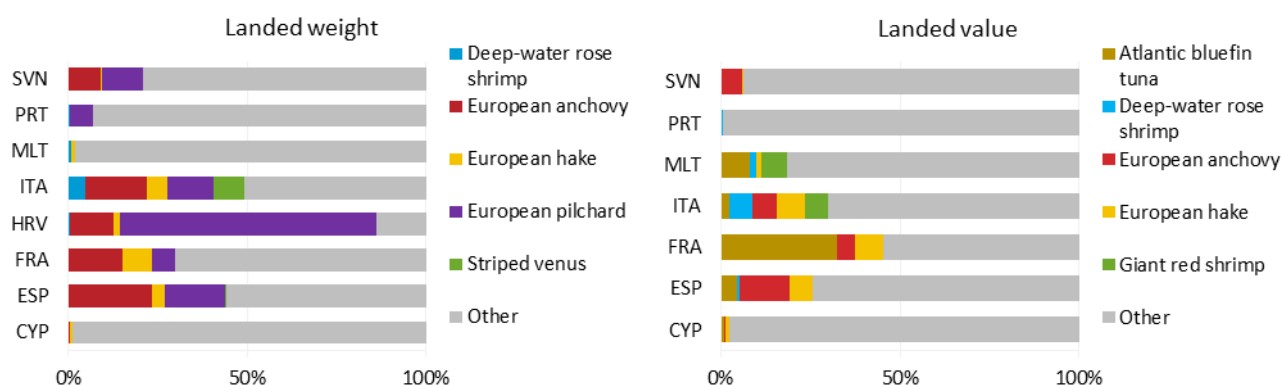 Landed weight
SVN
PRT
MLT
ITA
HRV
FRA
ESP
CYP
0%
50%
100%
Deep-water rose
shrimp
European anchovy
European hake
European pilchard
Striped venus
Other
Landed value
SVN
PRT
MLT
ITA
FRA
ESP
CYP
0%
50%
100%
Atlantic bluefin
tuna
Deep-water rose
shrimp
European anchovy
European hake
Giant red shrimp
Other